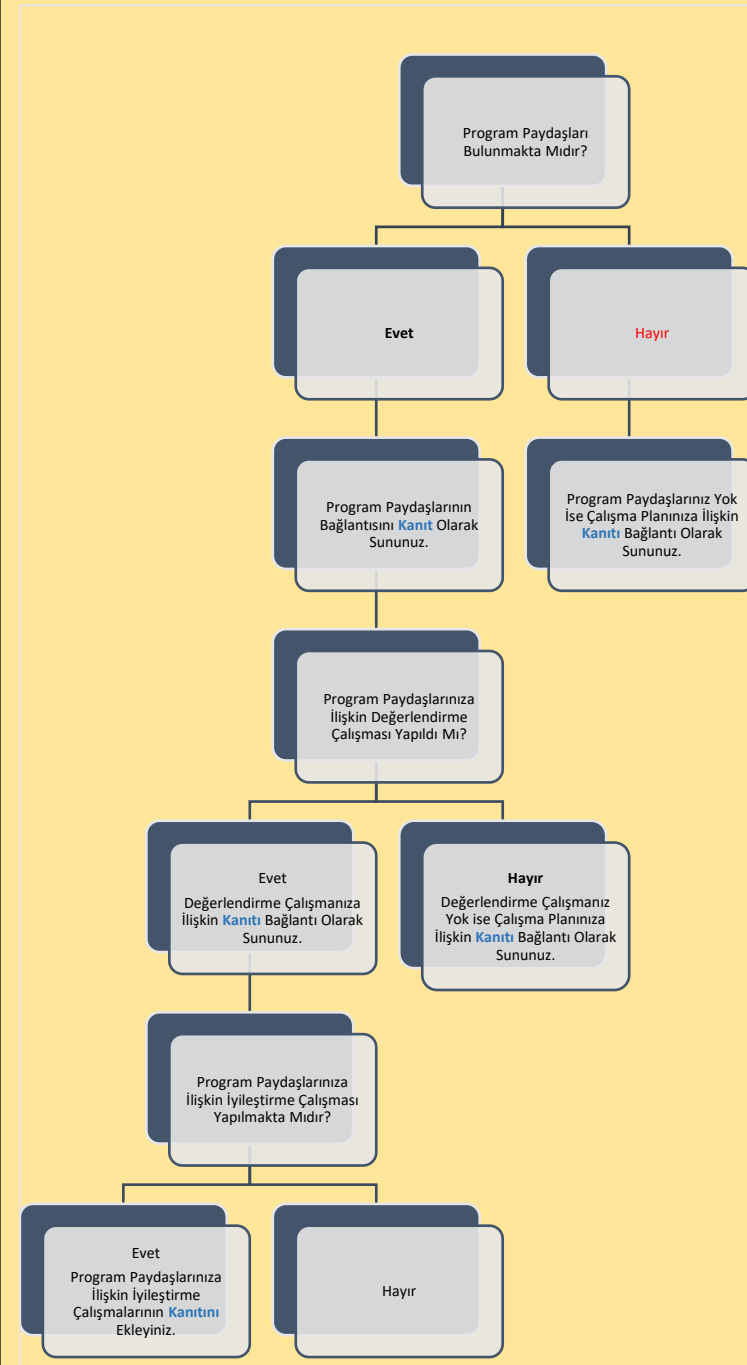 Program Paydaşları
Bulunmakta Mıdır?
Evet
Hayır
Program Paydaşlarının
Bağlantısını Kanıt Olarak
Sununuz.
Program Paydaşlarınız Yok
İse Çalışma Planınıza İlişkin
Kanıtı Bağlantı Olarak
Sununuz.
Program Paydaşlarınıza
İlişkin Değerlendirme
Çalışması Yapıldı Mı?
Evet
Değerlendirme Çalışmanıza
İlişkin Kanıtı Bağlantı Olarak
Sununuz.
Hayır
Değerlendirme Çalışmanız
Yok ise Çalışma Planınıza
İlişkin Kanıtı Bağlantı Olarak
Sununuz.
Program Paydaşlarınıza
İlişkin İyileştirme Çalışması
Yapılmakta Mıdır?
Evet
Program Paydaşlarınıza
İlişkin İyileştirme
Çalışmalarının Kanıtını
Ekleyiniz.
Hayır